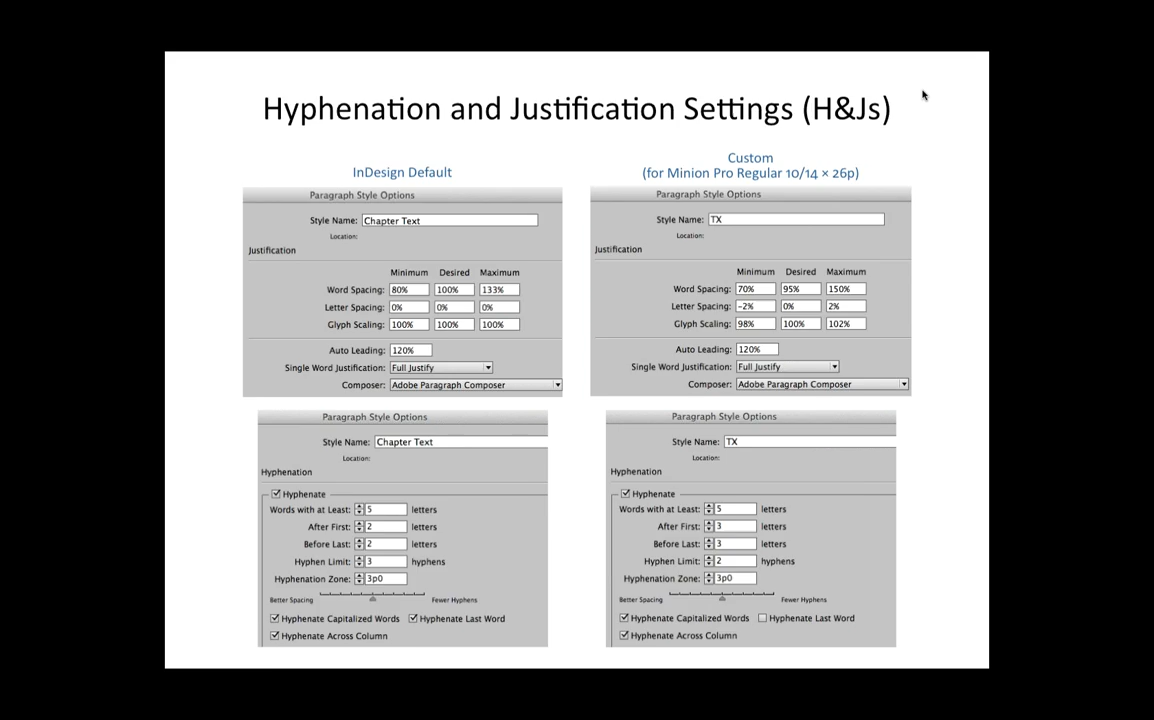 Hyphenation and Justification Settings (H&Js)
InDesign Default
Paragraph Style Options
Style Name: Chapter Text
Location:
Justification
Minimum Desired Maximum
Word Spacing: 80% 100% 133%
Letter Spacing: 0% 0% 0%
Glyph Scaling: 100% 100% 100%
Auto Leading: 120%
Single Word Justification: Full Justify
Composer: Adobe Paragraph Composer
Paragraph Style Options
Style Name: Chapter Text
Location:
Hyphenation
Hyphenate
Words with at Least: 5 letters
After First: 2 letters
Before Last: 2 letters
Hyphen Limit: 3 hyphens
Hyphenation Zone: 3p0
Better Spacing Fewer Hyphens
Hyphenate Capitalized Words Hyphenate Last Word
Hyphenate Across Column
Custom
(for Minion Pro Regular 10/14 × 26p)
Paragraph Style Options
Style Name: TX
Location:
Justification
Minimum Desired Maximum
Word Spacing: 70% 95% 150%
Letter Spacing: -2% 0% 2%
Glyph Scaling: 98% 100% 102%
Auto Leading: 120%
Single Word Justification: Full Justify
Composer: Adobe Paragraph Composer
Paragraph Style Options
Style Name: TX
Location:
Hyphenation
Hyphenate
Words with at Least: 5 letters
After First: 3 letters
Before Last: 3 letters
Hyphen Limit: 2 hyphens
Hyphenation Zone: 3p0
Better Spacing Fewer Hyphens
Hyphenate Capitalized Words Hyphenate Last Word
Hyphenate Across Column